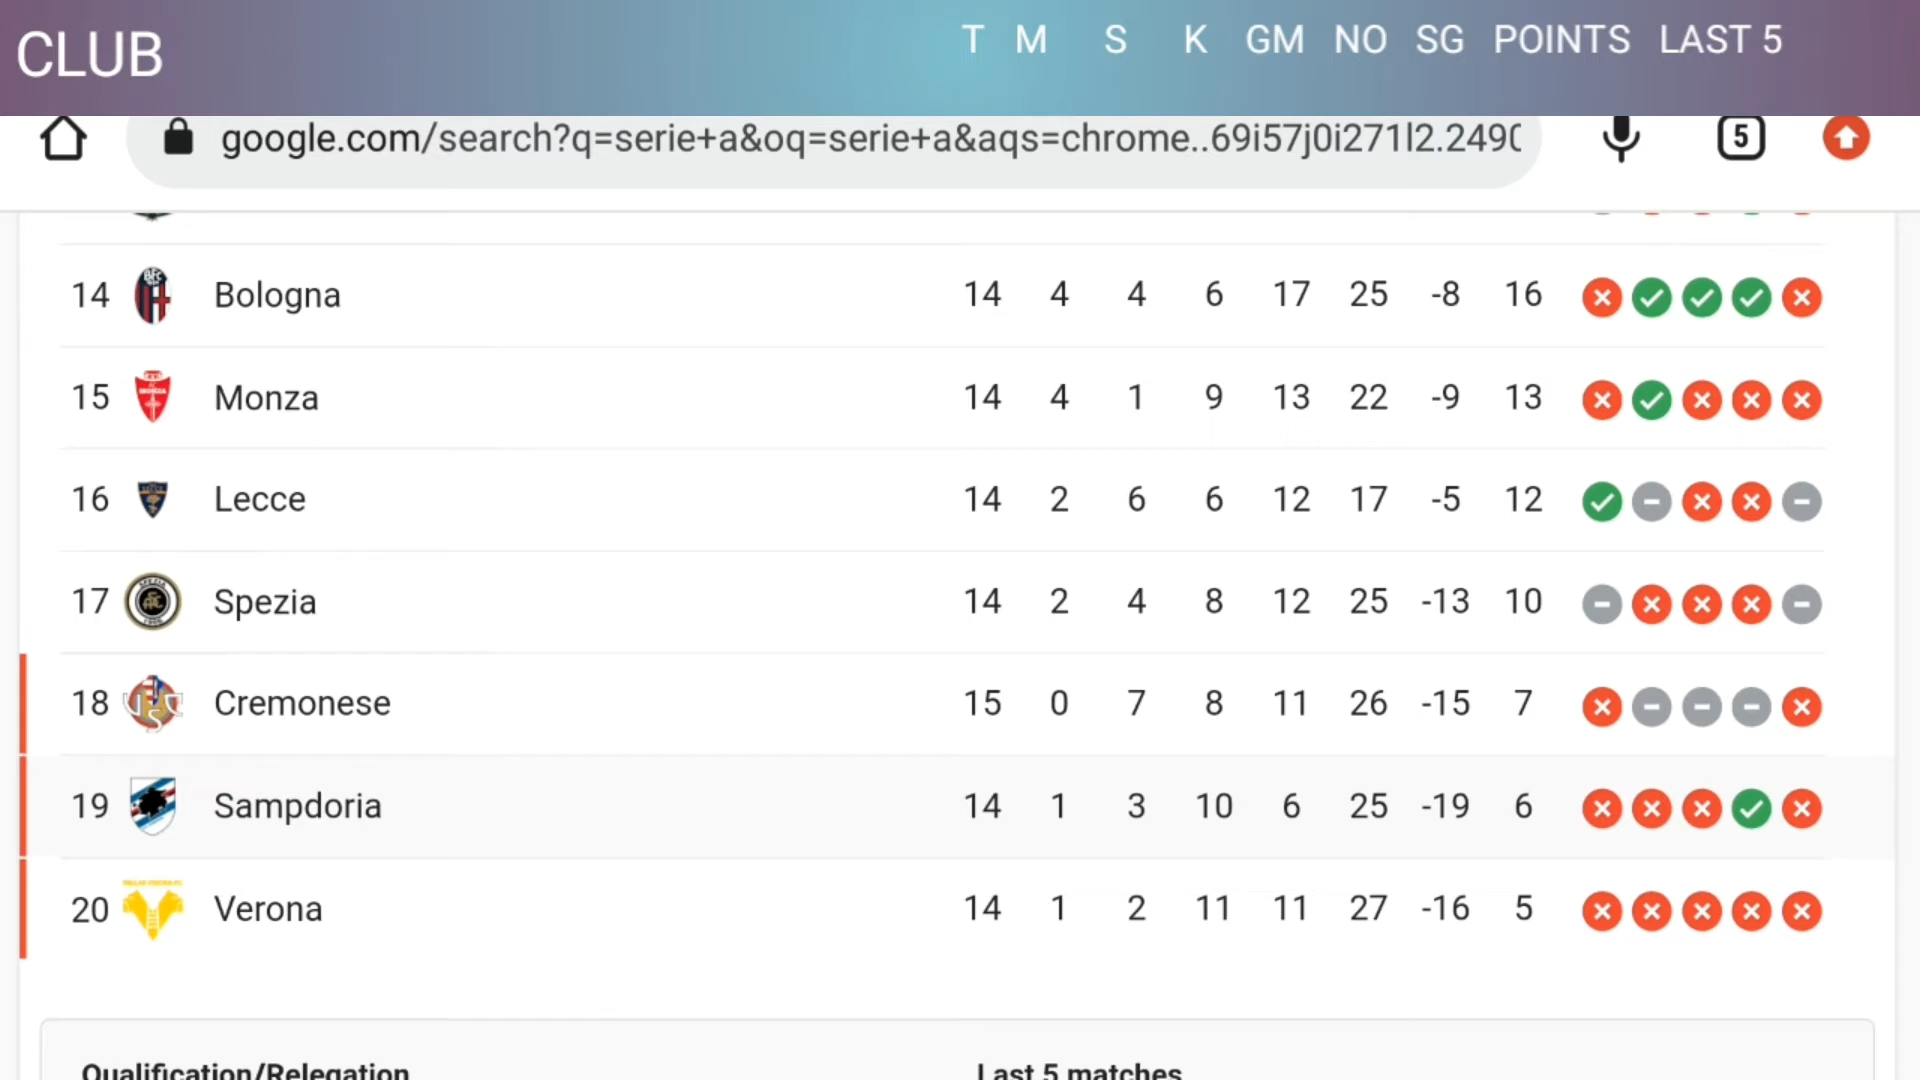 CLUB T M S K GM NO SG POINTS LAST 5
google.com/search?q=serie+a&oq=serie+a&aqs=chrome..69i57j0i271l2.249 5
14 Bologna 14 4 4 6 17 25 -8 16
15 Monza 14 4 1 9 13 22 -9 13
16 Lecce 14 2 6 6 12 17 -5 12
17 Spezia 14 2 4 8 12 25 -13 10
18 Cremonese 15 0 7 8 11 26 -15 7
19 Sampdoria 14 1 3 10 6 25 -19 6
20 Verona 14 1 2 11 11 27 -16 5
Qualification/Relegation Last 5 matches